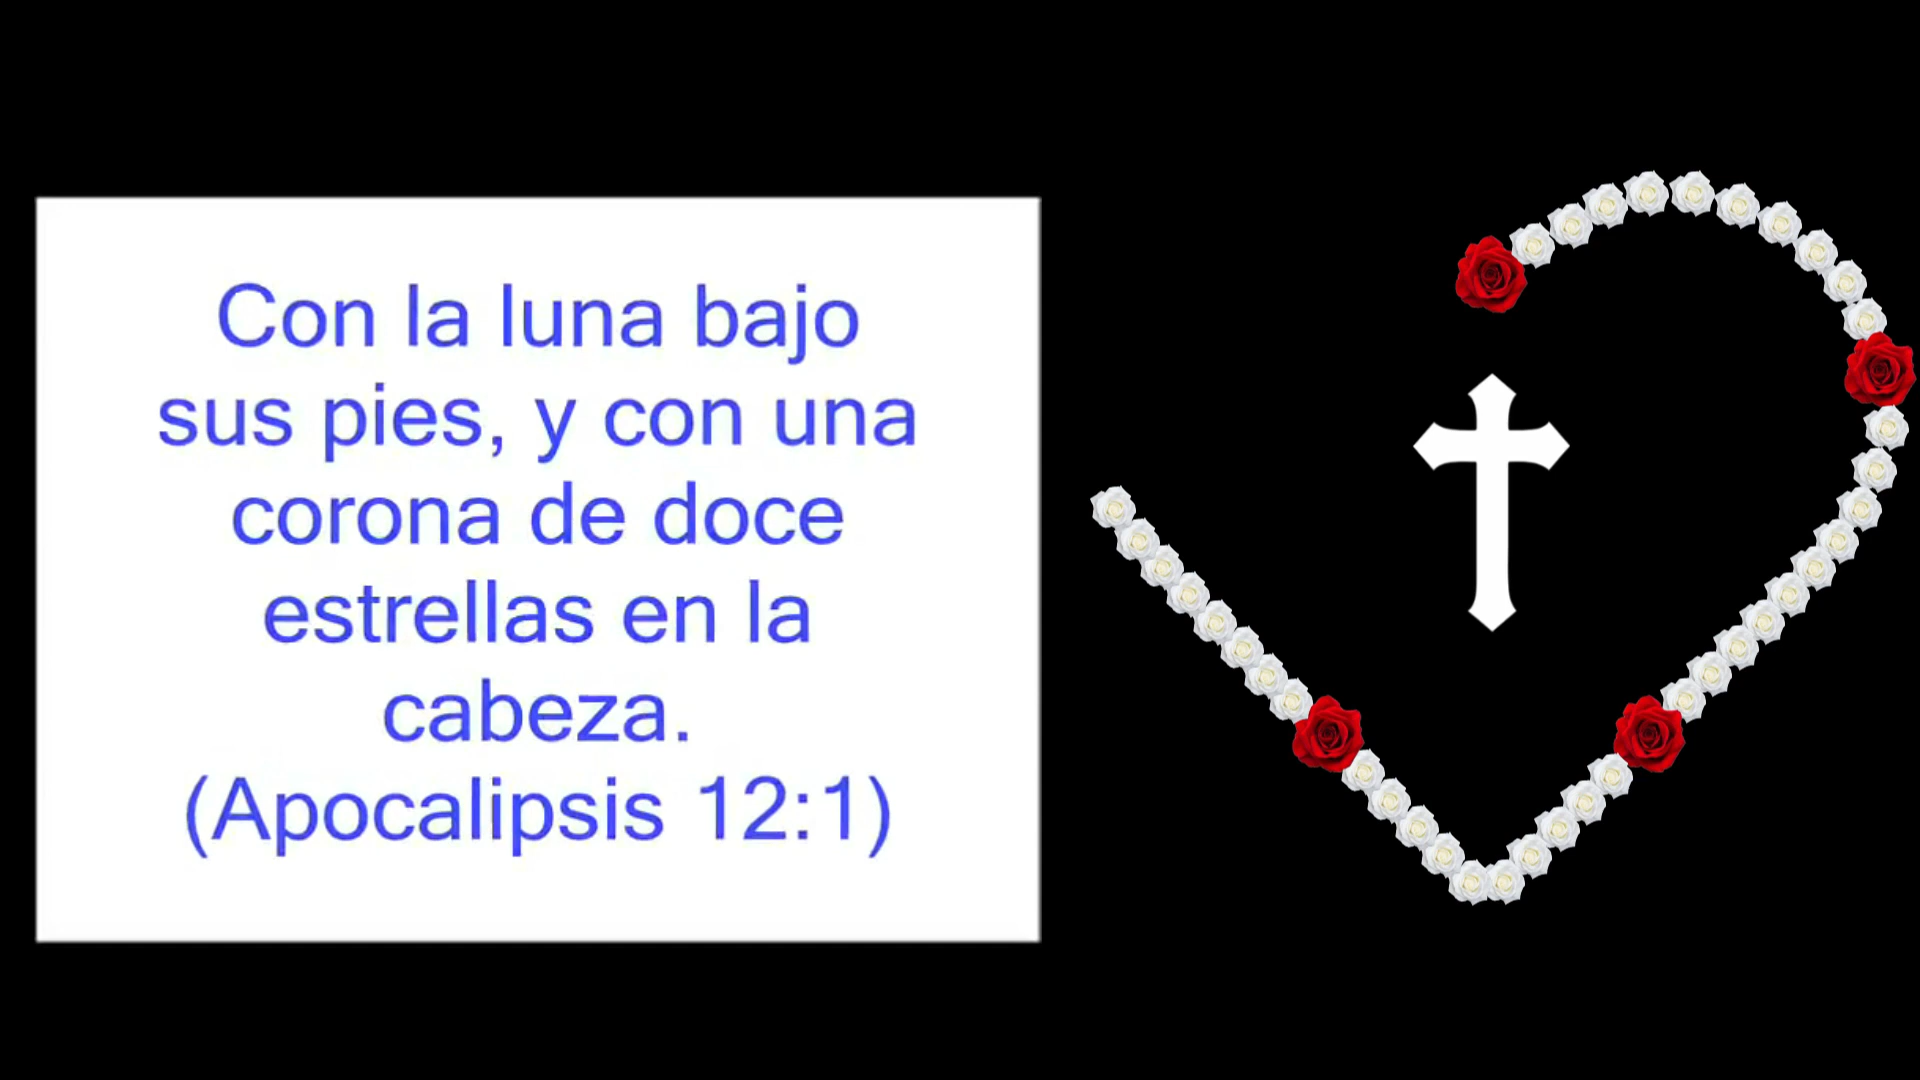 Con la luna bajo
sus pies, y con una
corona de doce
estrellas en la
cabeza.
(Apocalipsis 12:1)